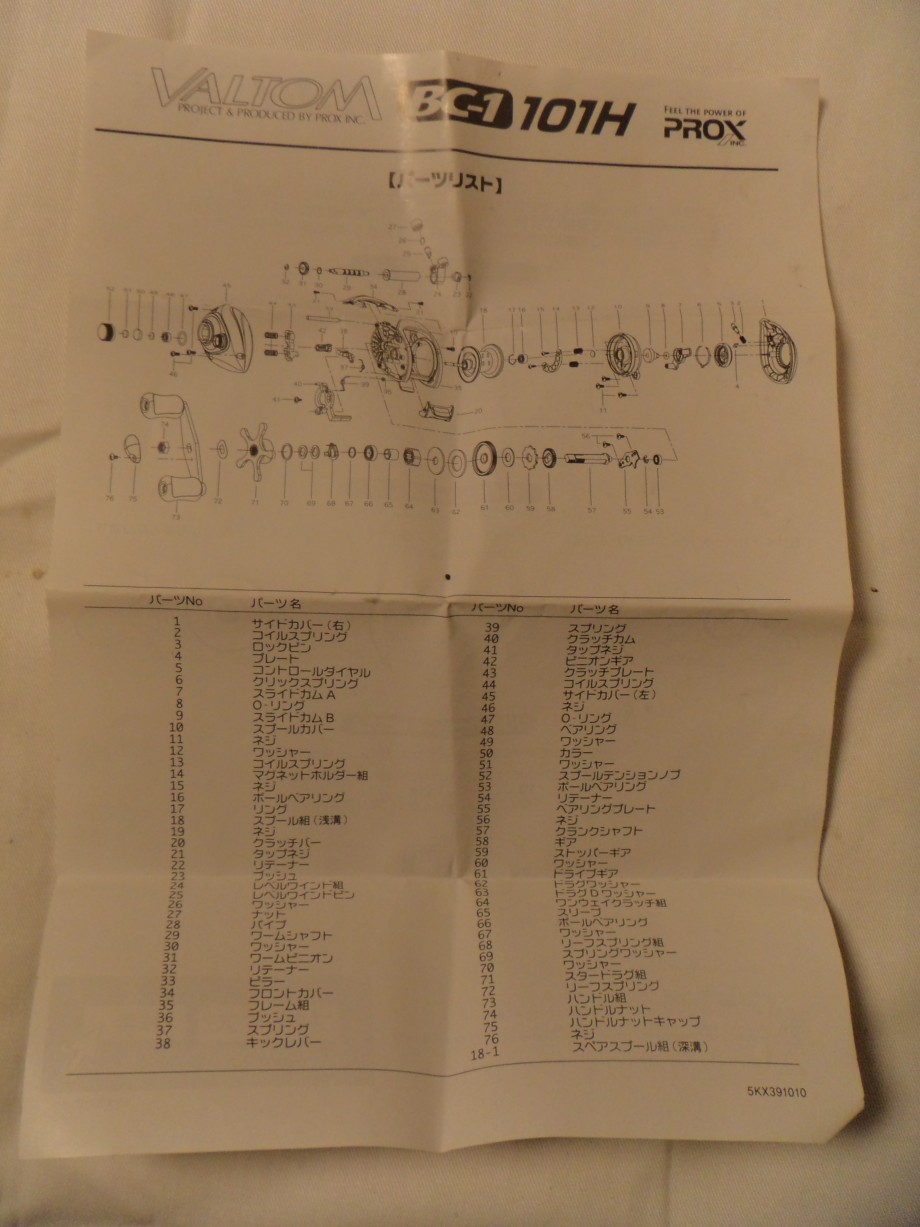 VALTOM
PROJECT & PRODUCED BY PROX INC.
BC1 101H
FEEL THE POWER OF
PROX INC.
【パーツリスト】
76 75 74 73 72 71 70 69 68 67 66 65 64 63 62 61 60 59 58 57 56 55 54 53
パーツNo パーツ名
1 サイドカバー(右)
2 コイルスプリング
3 ロックピン
4 プレート
5 コントロールダイヤル
6 クリックスプリング
7 スライドカム A
8 O-リング
9 スライドカム B
10 スプールカバー
11 ネジ
12 ワッシャー
13 コイルスプリング
14 マグネットホルダー組
15 ネジ
16 ボールベアリング
17 リング
18 スプール組(浅溝)
19 ネジ
20 クラッチバー
21 タップネジ
22 リテーナー
23 ブッシュ
24 レベルワインド組
25 レベルワインドピン
26 ワッシャー
27 ナット
28 パイプ
29 ワームシャフト
30 ワッシャー
31 ワームピニオン
32 リテーナー
33 ピラー
34 フロントカバー
35 フレーム組
36 ブッシュ
37 スプリング
38 キックレバー
パーツNo パーツ名
39 スプリング
40 クラッチカム
41 タップネジ
42 ピニオンギア
43 クラッチプレート
44 コイルスプリング
45 サイドカバー(左)
46 ネジ
47 O-リング
48 ベアリング
49 ワッシャー
50 カラー
51 ワッシャー
52 スプールテンションノブ
53 ボールベアリング
54 リテーナー
55 ベアリングプレート
56 ネジ
57 クランクシャフト
58 ギア
59 ストッパーギア
60 ワッシャー
61 ドライブギア
62 ドラグワッシャー
63 ドラグDワッシャー
64 ワンウェイクラッチ組
65 スリーブ
66 ボールベアリング
67 ワッシャー
68 リーフスプリング組
69 スプリングワッシャー
70 ワッシャー
71 スタードラグ組
72 リーフスプリング
73 ハンドル組
74 ハンドルナット
75 ハンドルナットキャップ
76 ネジ
18-1 スペアスプール組(深溝)
5KX391010